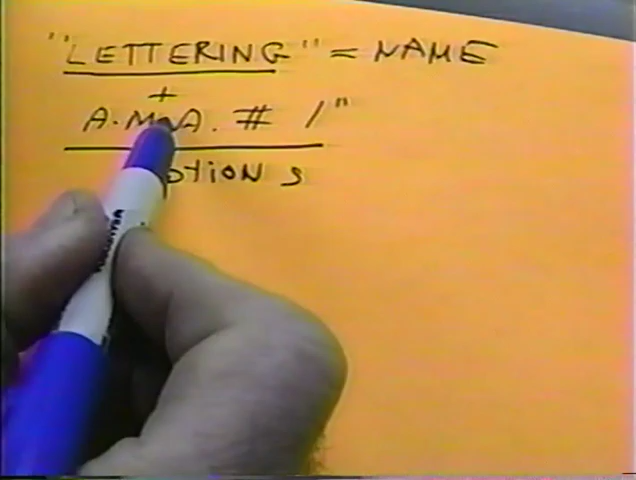 "LETTERING" = NAME
+
A.M.A. # 1"